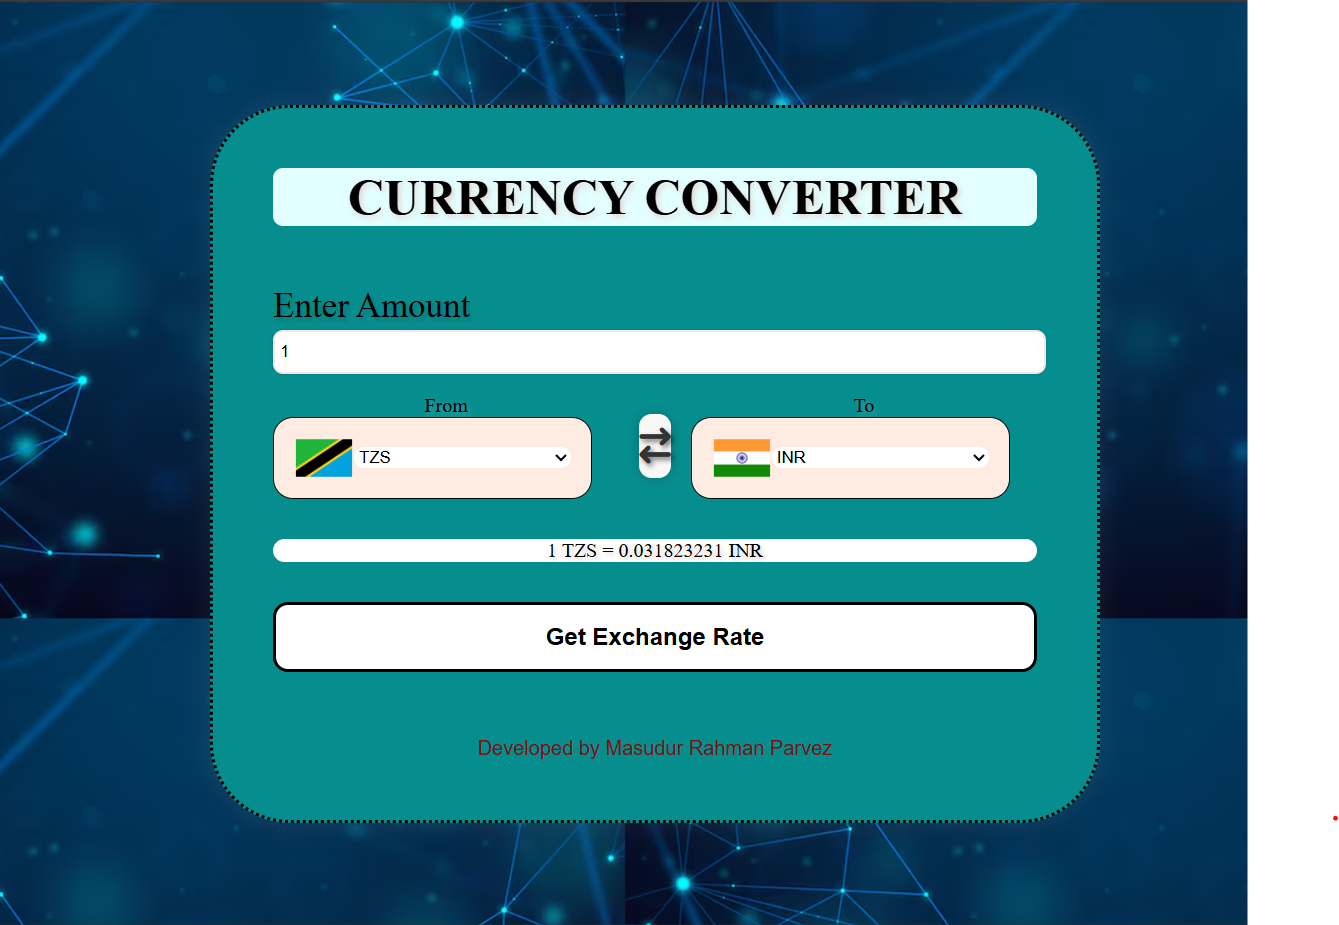 CURRENCY CONVERTER
Enter Amount
1
From
To
TZS
INR
1 TZS = 0.031823231 INR
Get Exchange Rate
Developed by Masudur Rahman Parvez